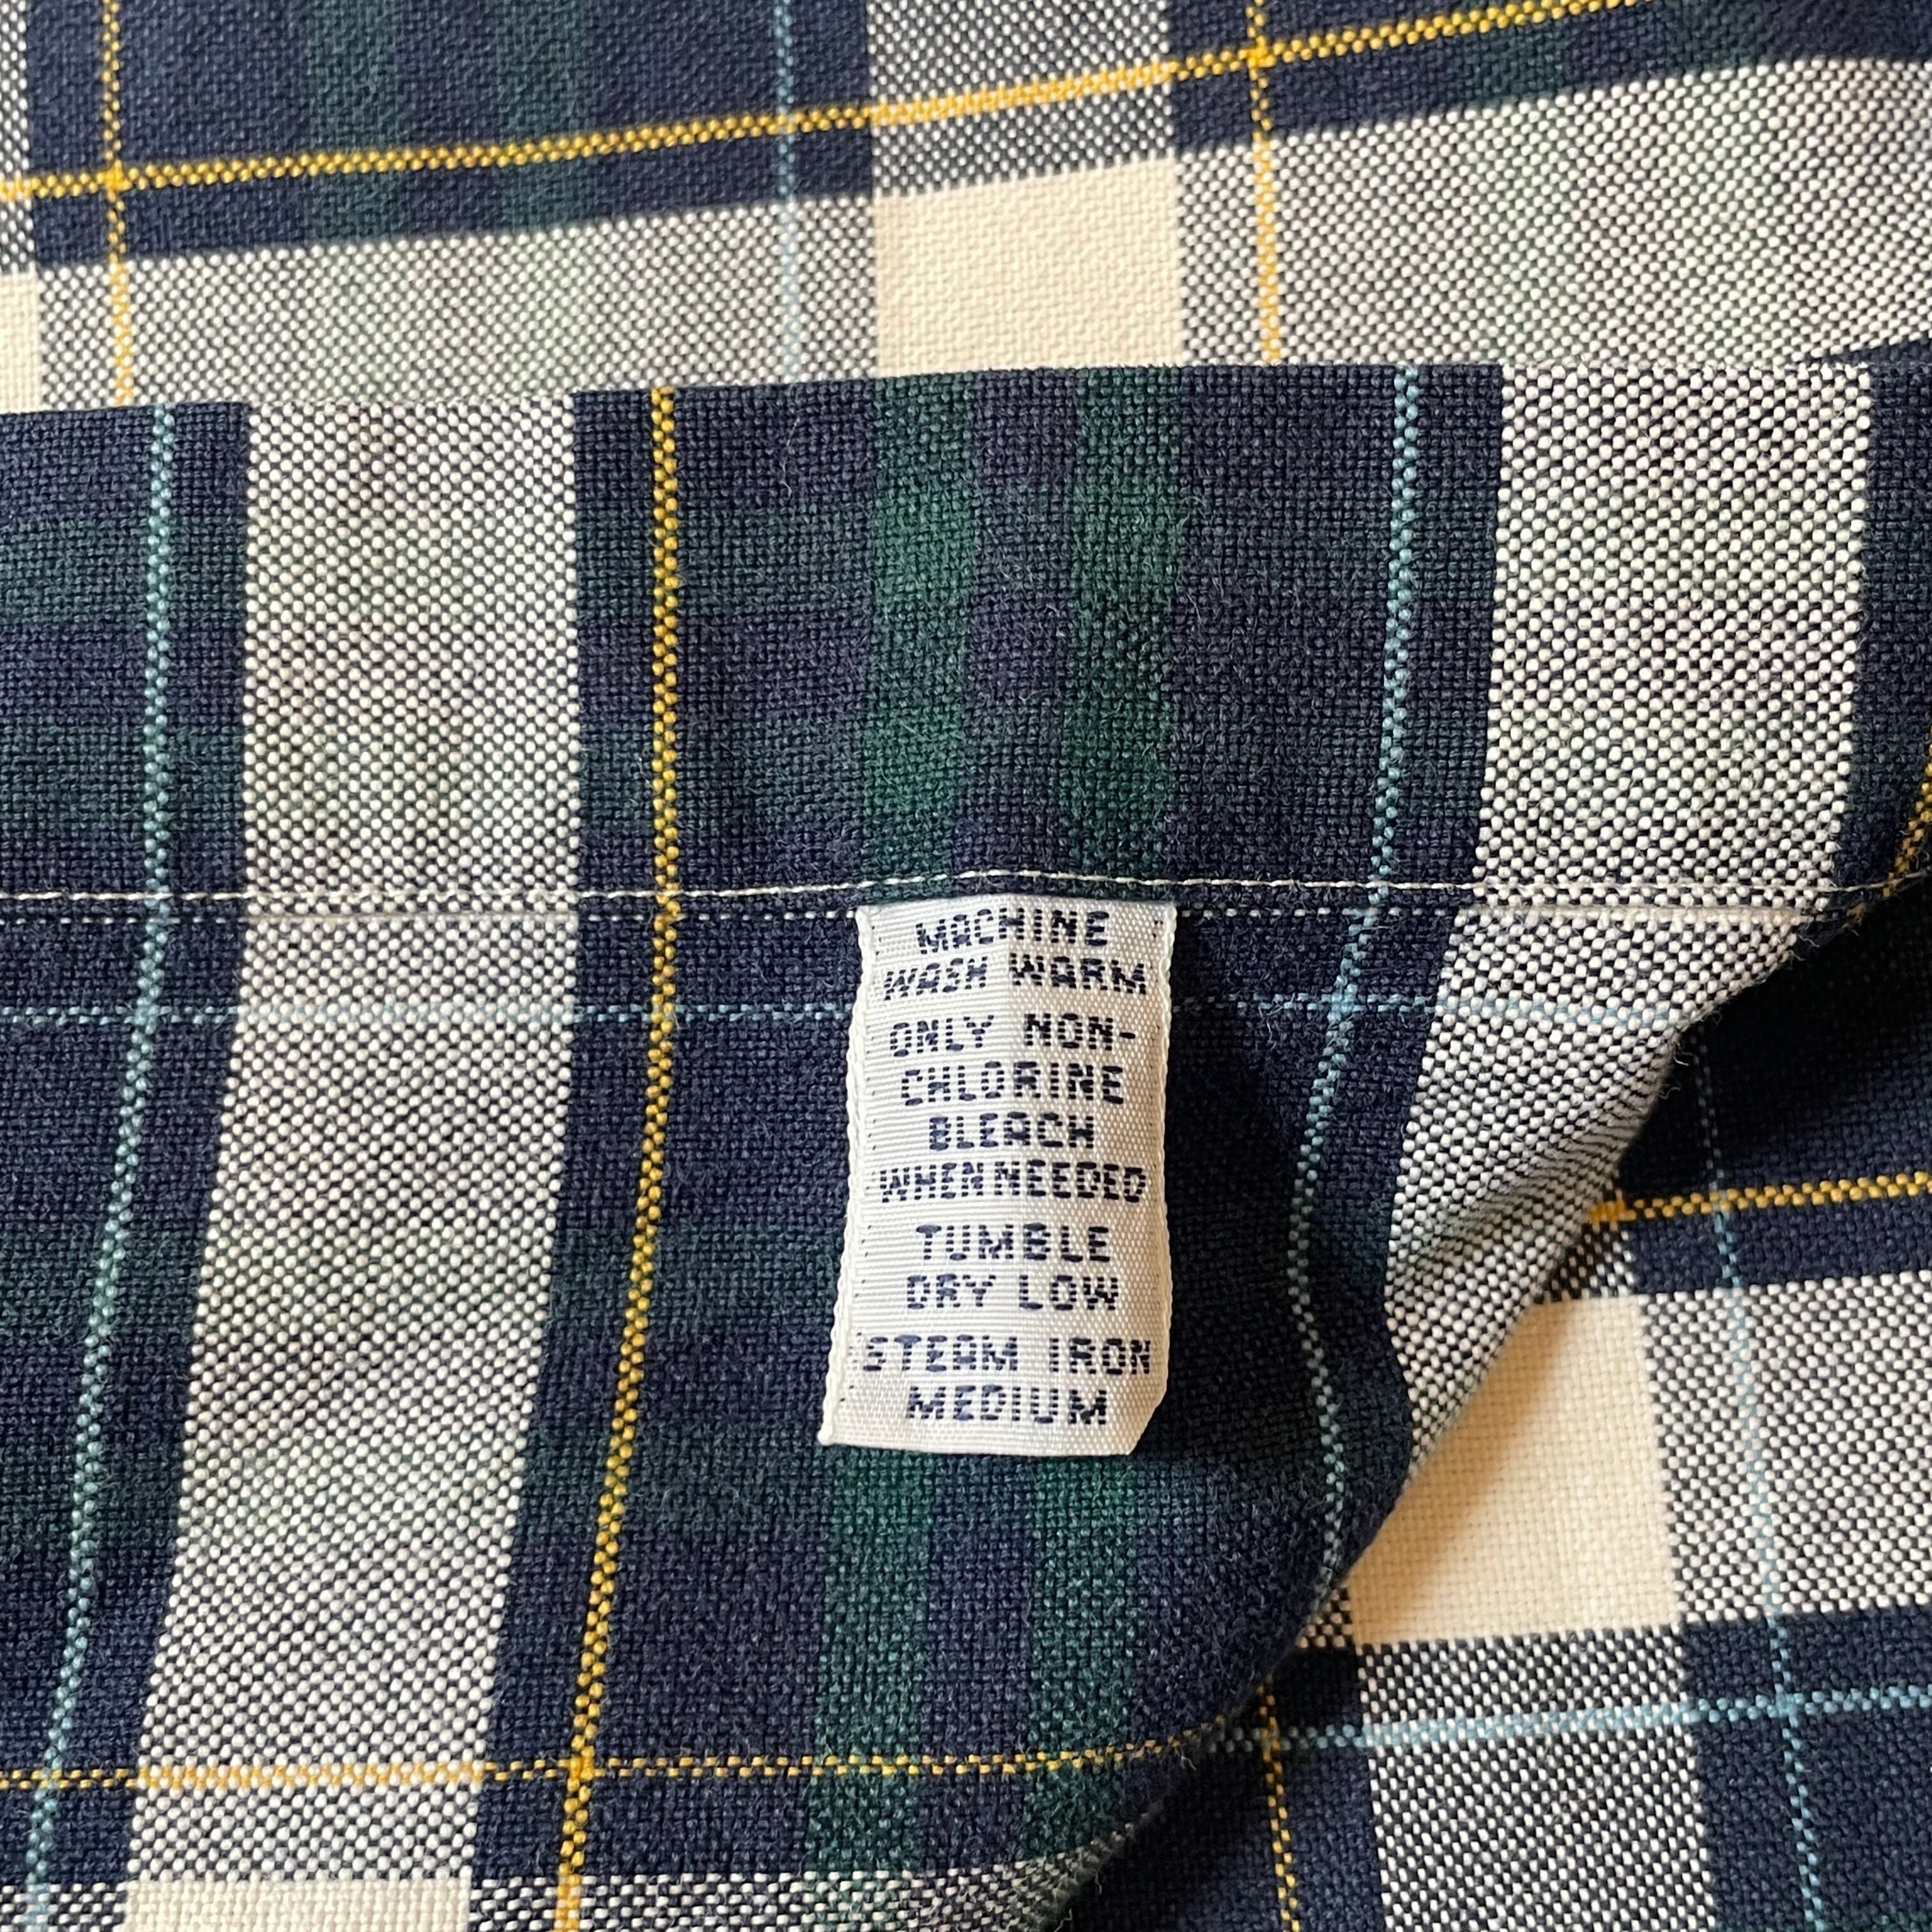 MACHINE
WASH WARM
ONLY NON-
CHLORINE
BLEACH
WHEN NEEDED
TUMBLE
DRY LOW
STEAM IRON
MEDIUM